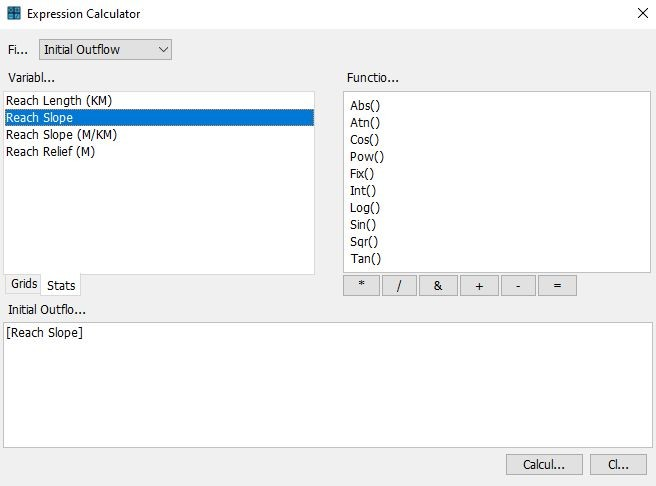 Expression Calculator
Fi... Initial Outflow
Variabl...
Reach Length (KM)
Reach Slope
Reach Slope (M/KM)
Reach Relief (M)
Grids Stats
Functio...
Abs()
Atn()
Cos()
Pow()
Fix()
Int()
Log()
Sin()
Sqr()
Tan()
* / & + - =
Initial Outflo...
[Reach Slope]
Calcul... Cl...